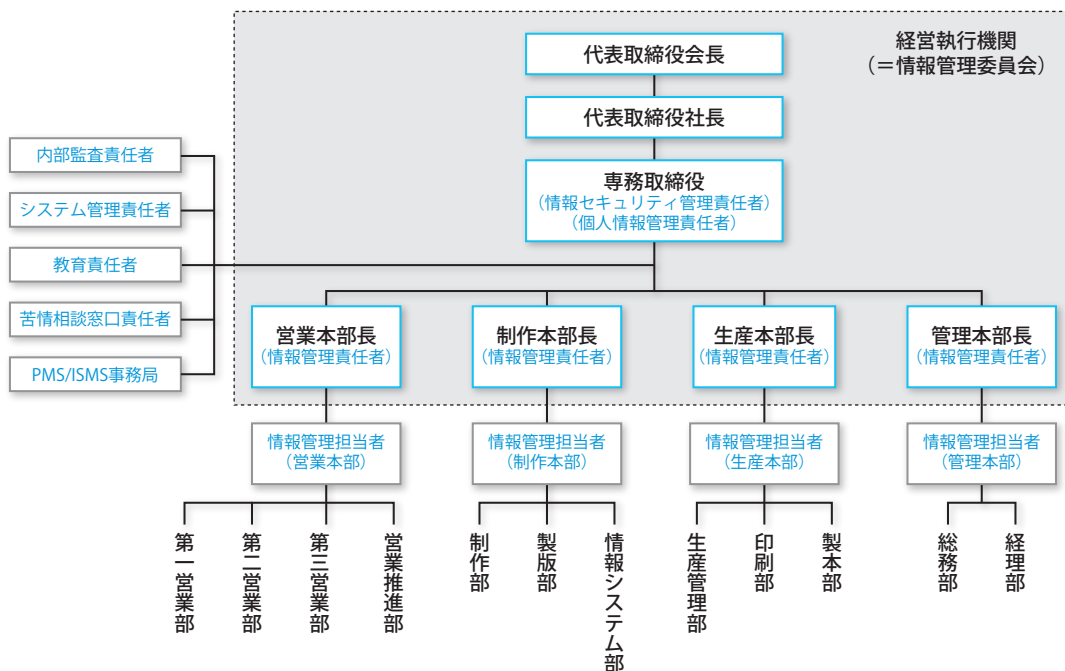 経営執行機関
（＝情報管理委員会）
代表取締役会長
代表取締役社長
専務取締役
（情報セキュリティ管理責任者）
（個人情報管理責任者）
内部監査責任者
システム管理責任者
教育責任者
苦情相談窓口責任者
PMS/ISMS事務局
営業本部長
（情報管理責任者）
制作本部長
（情報管理責任者）
生産本部長
（情報管理責任者）
管理本部長
（情報管理責任者）
情報管理担当者
（営業本部）
情報管理担当者
（制作本部）
情報管理担当者
（生産本部）
情報管理担当者
（管理本部）
第一営業部
第二営業部
第三営業部
営業推進部
制作部
製版部
情報システム部
生産管理部
印刷部
製本部
総務部
経理部